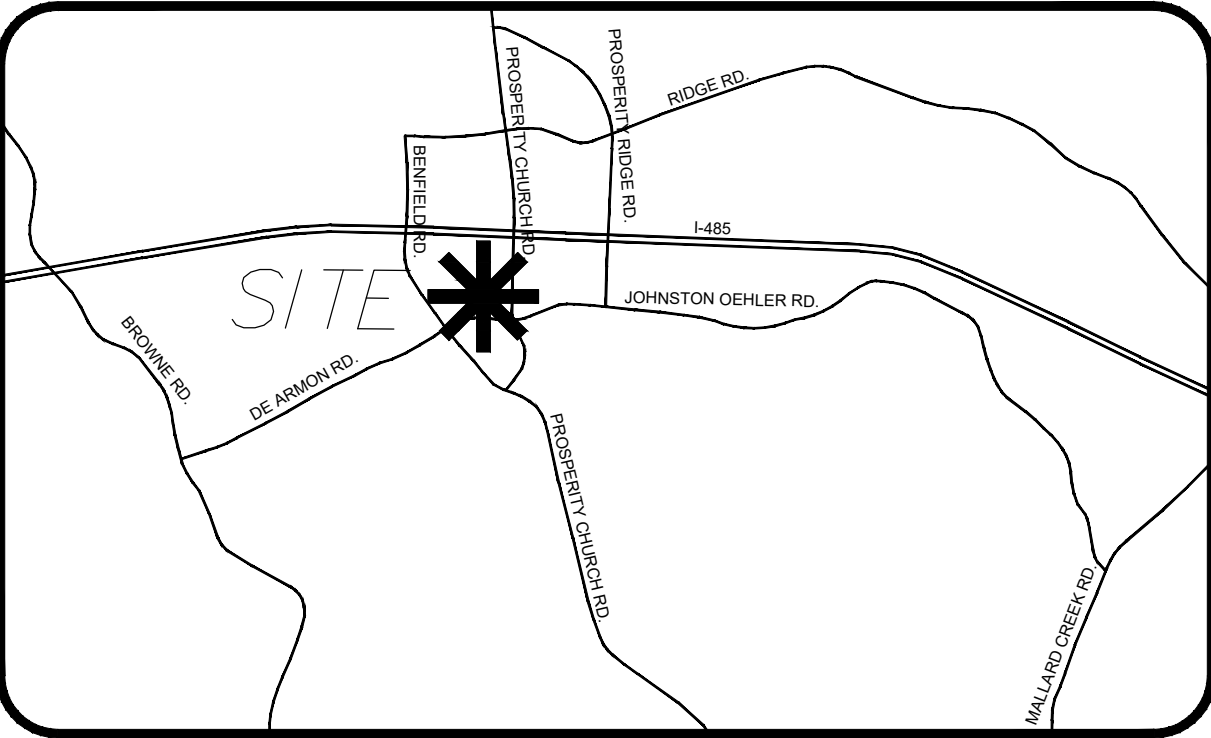 PROSPERITY CHURCH RD
PROSPERITY RIDGE RD.
RIDGE RD.
BENFIELD RD.
I-485
SITE
JOHNSTON OEHLER RD.
BROWNE RD.
DE ARMON RD.
PROSPERITY CHURCH RD.
MALLARD CREEK RD.